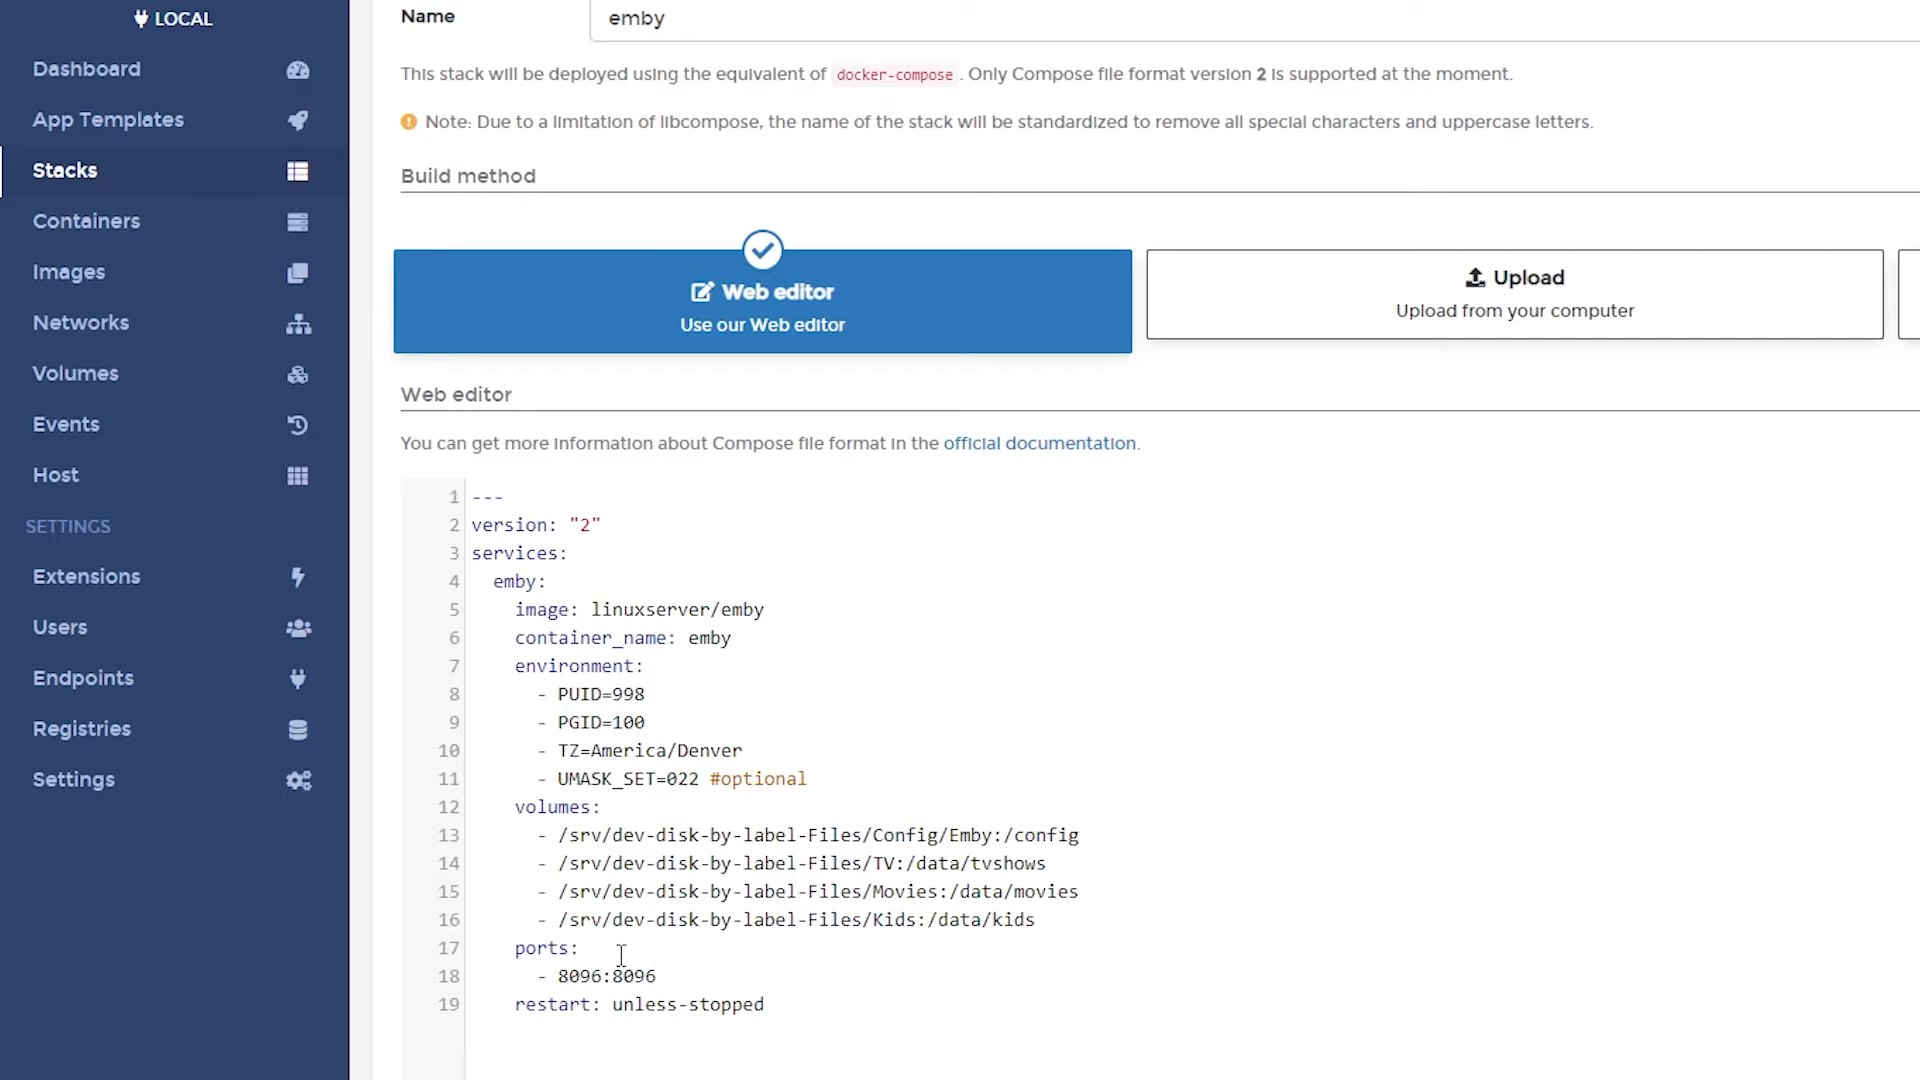 LOCAL
Dashboard
App Templates
Stacks
Containers
Images
Networks
Volumes
Events
Host
SETTINGS
Extensions
Users
Endpoints
Registries
Settings
Name
emby
This stack will be deployed using the equivalent of docker-compose . Only Compose file format version 2 is supported at the moment.
Note: Due to a limitation of libcompose, the name of the stack will be standardized to remove all special characters and uppercase letters.
Build method
Web editor
Use our Web editor
Upload
Upload from your computer
Web editor
You can get more information about Compose file format in the official documentation.
1 ---
2 version: "2"
3 services:
4   emby:
5     image: linuxserver/emby
6     container_name: emby
7     environment:
8       - PUID=998
9       - PGID=100
10       - TZ=America/Denver
11       - UMASK_SET=022 #optional
12     volumes:
13       - /srv/dev-disk-by-label-Files/Config/Emby:/config
14       - /srv/dev-disk-by-label-Files/TV:/data/tvshows
15       - /srv/dev-disk-by-label-Files/Movies:/data/movies
16       - /srv/dev-disk-by-label-Files/Kids:/data/kids
17     ports:
18       - 8096:8096
19     restart: unless-stopped